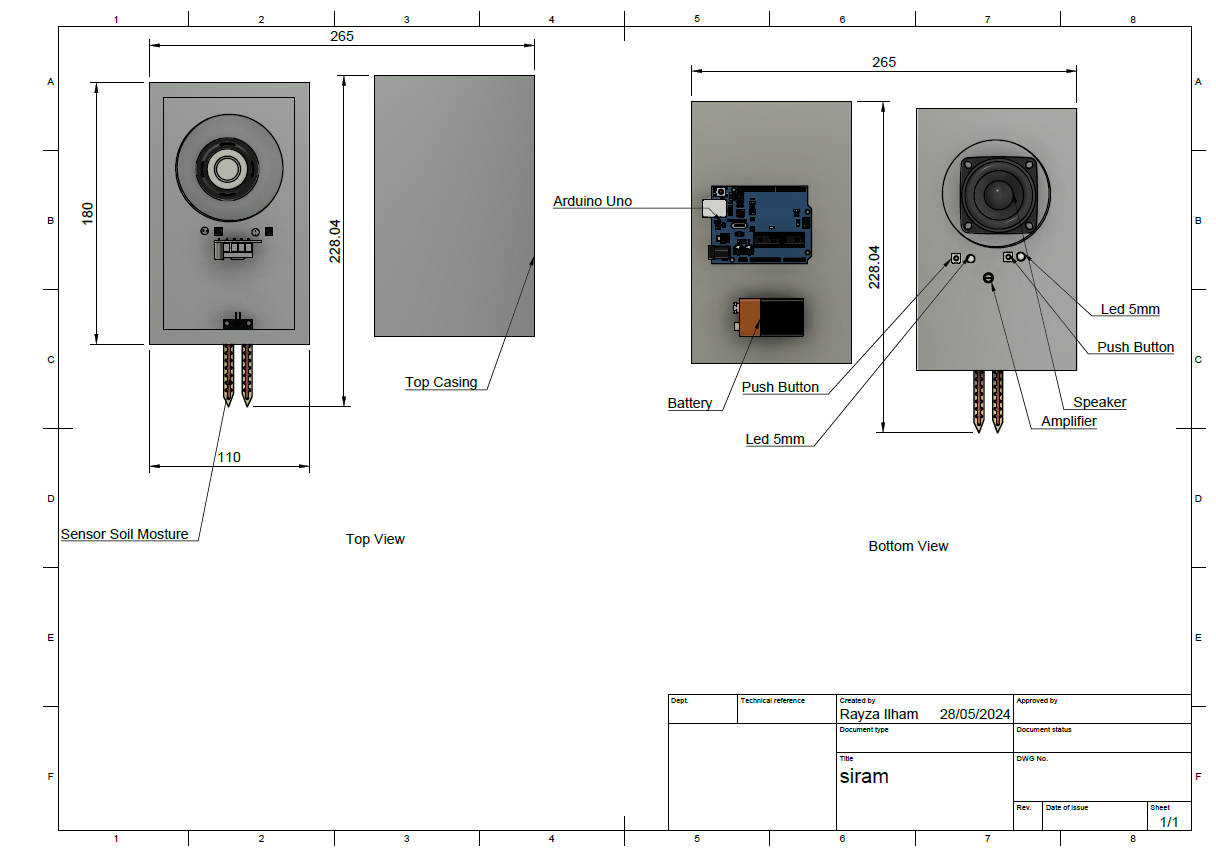 1 2 3 4 5 6 7 8
A A
265
265
180
228.04
B B
Arduino Uno
228.04
Led 5mm
Push Button
C C
Top Casing
Push Button
Battery
Speaker
Amplifier
Led 5mm
110
D D
Sensor Soil Mosture
Top View
Bottom View
E E
Dept.
Technical reference
Created by
Rayza Ilham 28/05/2024
Approved by
Document type
Document status
Title
siram
DWG No.
F F
Rev.
Date of issue
Sheet
1/1
1 2 3 4 5 6 7 8